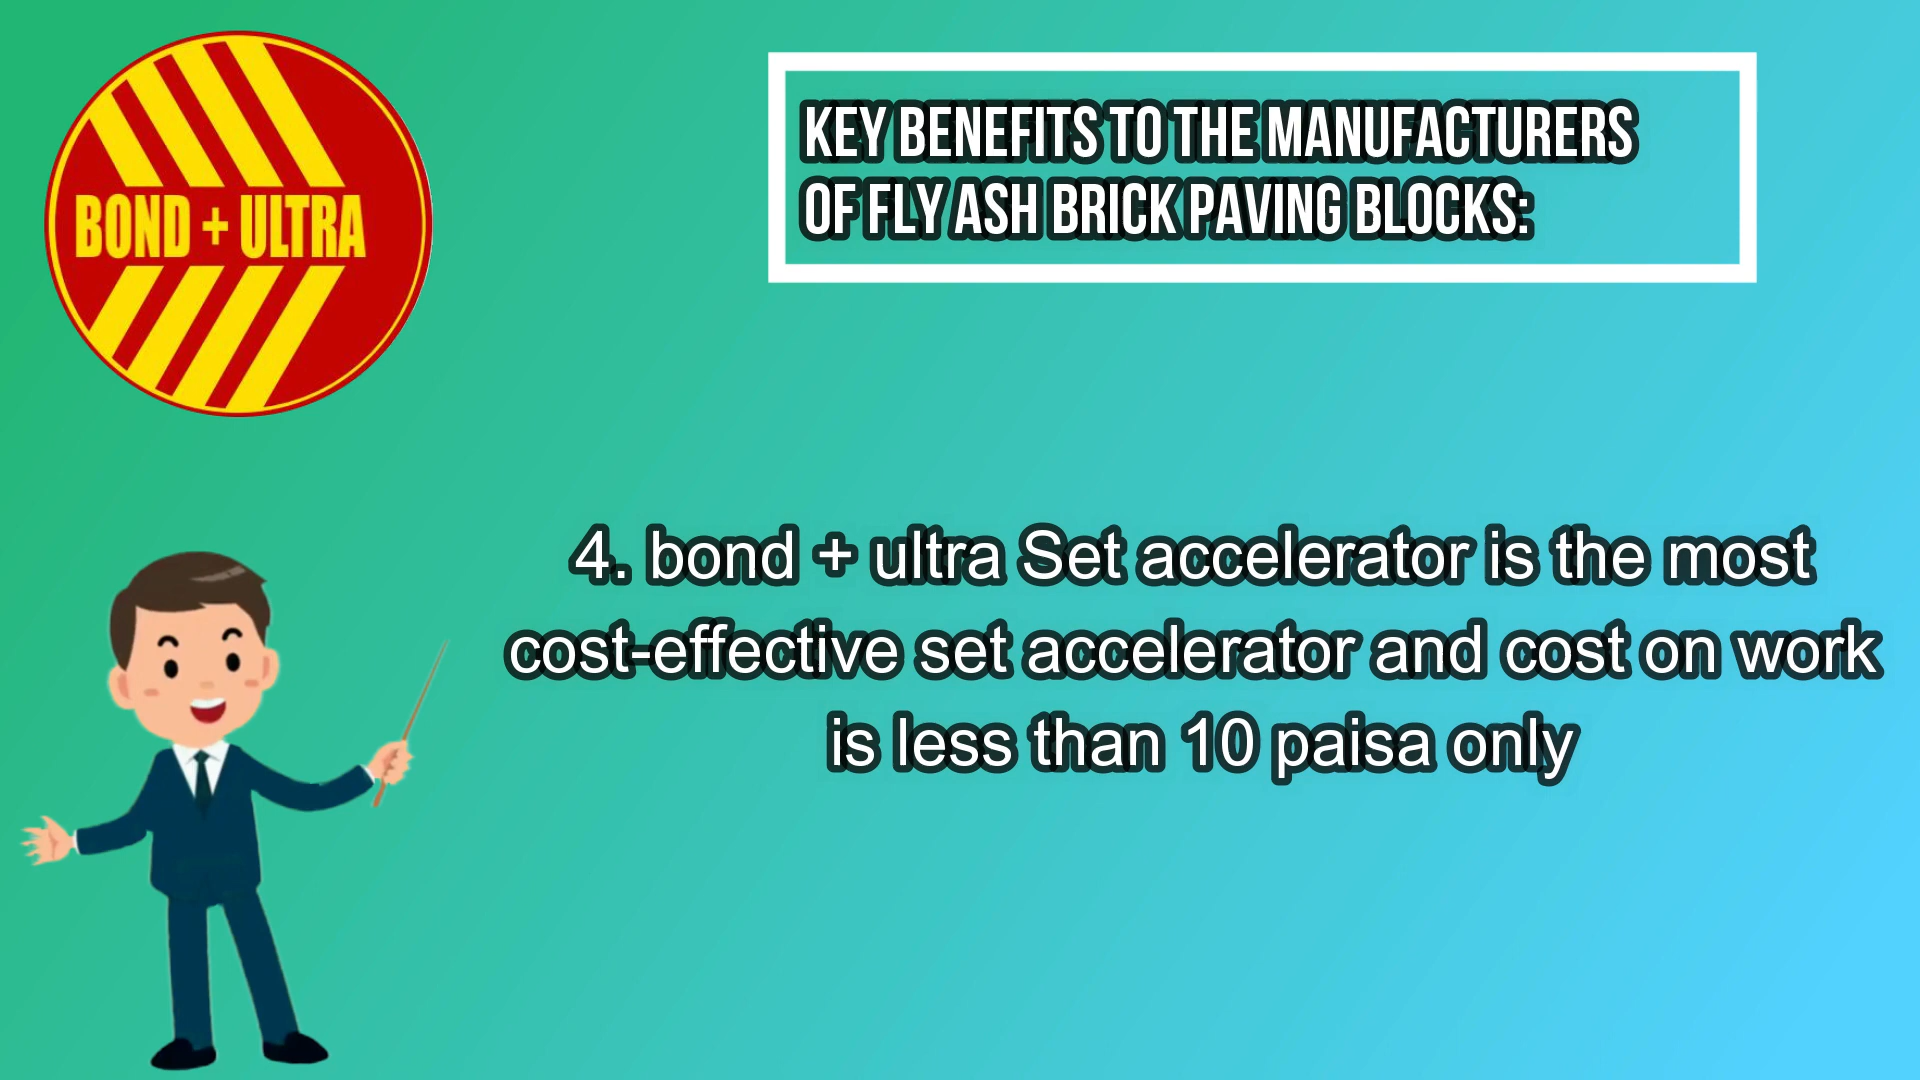 BOND + ULTRA
KEY BENEFITS TO THE MANUFACTURERS
OF FLY ASH BRICK PAVING BLOCKS:
4. bond + ultra Set accelerator is the most
cost-effective set accelerator and cost on work
is less than 10 paisa only